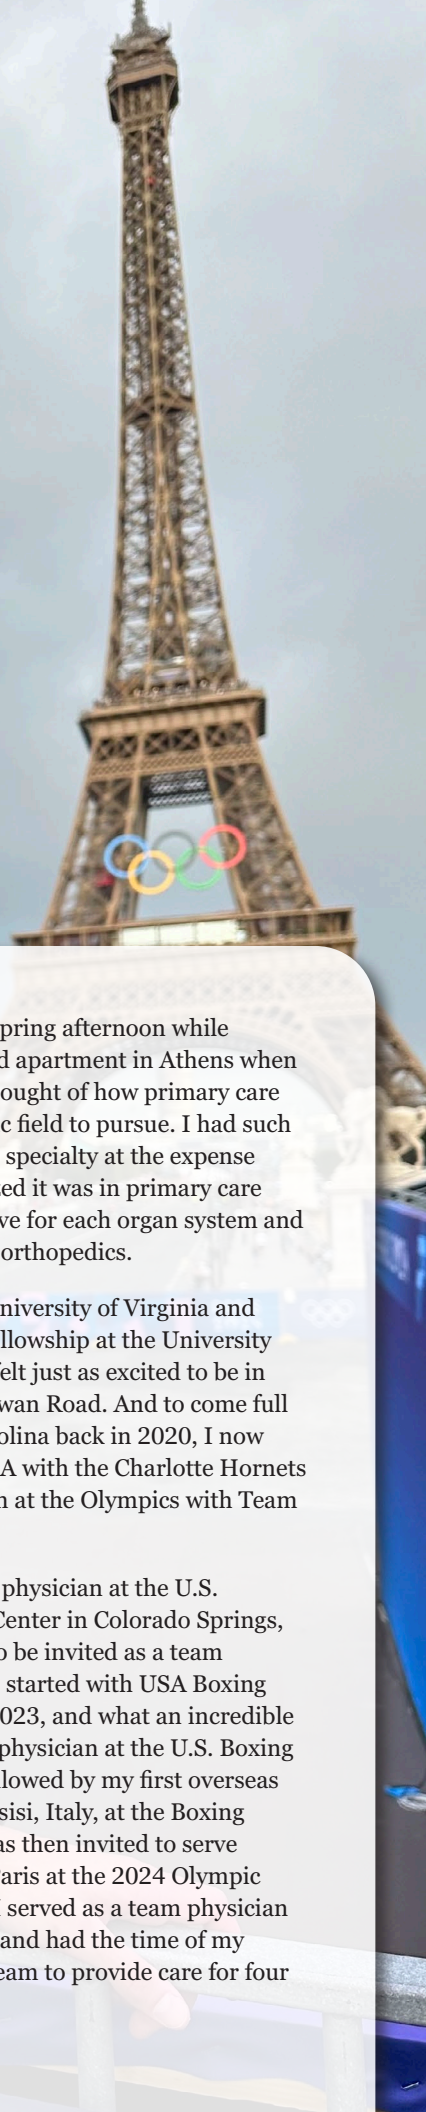 pring afternoon while
d apartment in Athens when
ought of how primary care
c field to pursue. I had such
specialty at the expense
zed it was in primary care
ve for each organ system and
orthopedics.
niversity of Virginia and
llowship at the University
elt just as excited to be in
wan Road. And to come full
olina back in 2020, I now
A with the Charlotte Hornets
n at the Olympics with Team
physician at the U.S.
Center in Colorado Springs,
o be invited as a team
started with USA Boxing
023, and what an incredible
physician at the U.S. Boxing
llowed by my first overseas
sisi, Italy, at the Boxing
as then invited to serve
Paris at the 2024 Olympic
I served as a team physician
and had the time of my
eam to provide care for four